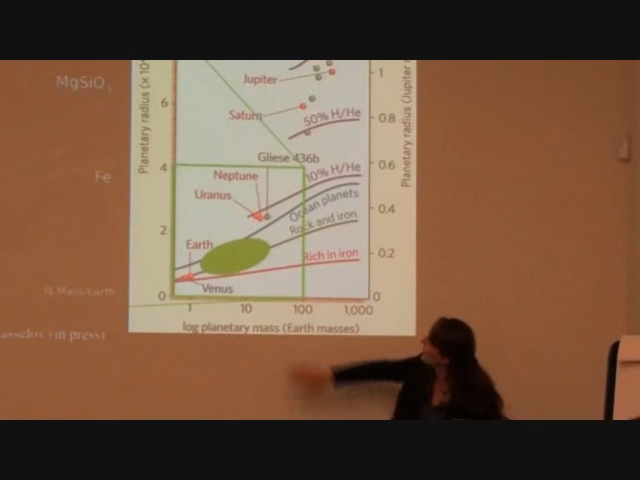 MgSiO
Fe
Planetary radius (×10⁴
6
4
2
0
1
10
100
1,000
log planetary mass (Earth masses)
Jupiter
Saturn
50% H/He
Gliese 436b
Neptune
10% H/He
Uranus
Ocean planets
Rock and iron
Earth
Rich in iron
Venus
1
0.8
0.6
0.4
0.2
0
Planetary radius (Jupiter r
(in press)